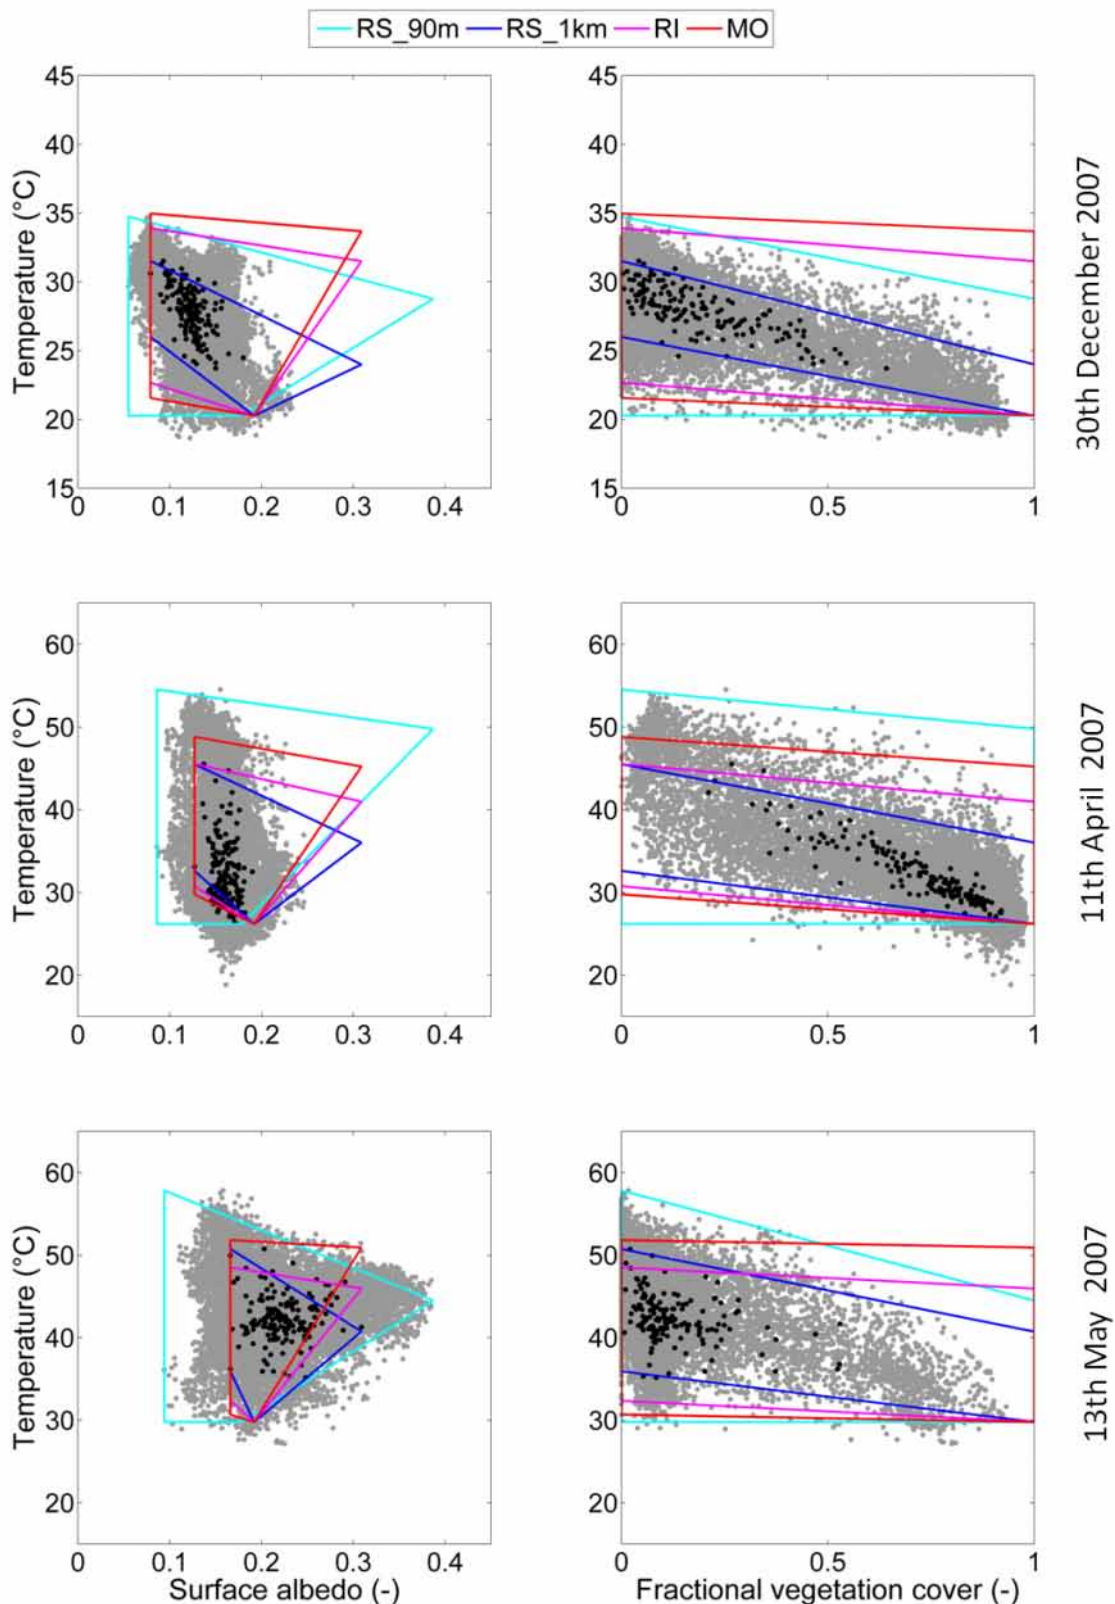 RS_90m RS_1km RI MO
45
40
35
30
25
20
15
0 0.1 0.2 0.3 0.4
Temperature (°C)
0 0.5 1
15
20
25
30
35
40
45
30th December 2007
60
50
40
30
20
0 0.1 0.2 0.3 0.4
Temperature (°C)
60
50
40
30
20
0 0.5 1
11th April 2007
60
50
40
30
20
0 0.1 0.2 0.3 0.4
Temperature (°C)
Surface albedo (-)
60
50
40
30
20
0 0.5 1
Fractional vegetation cover (-)
13th May 2007